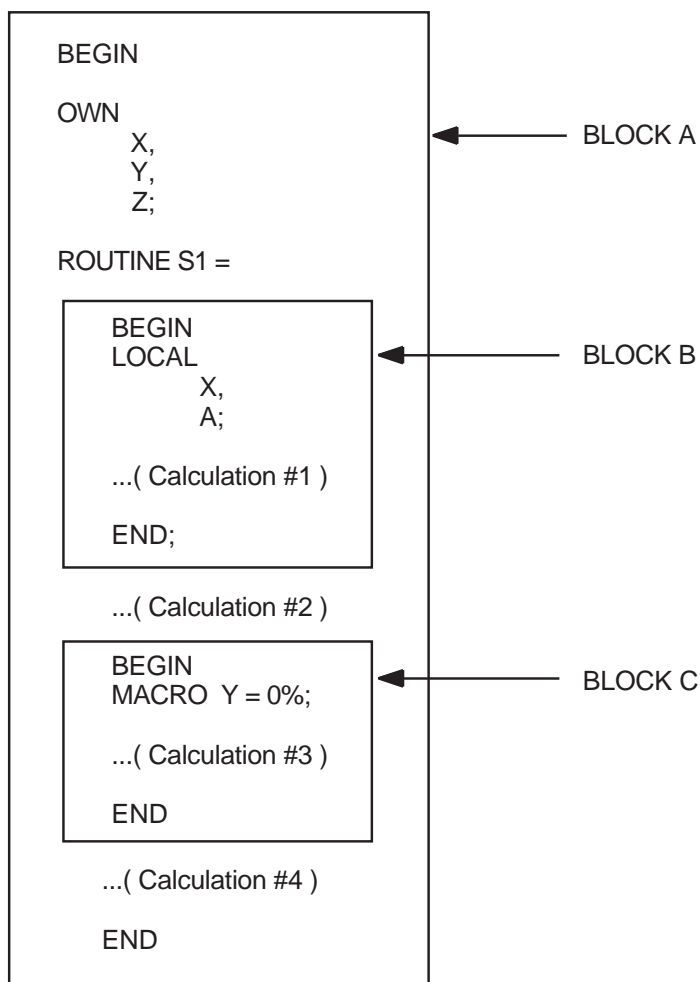 BEGIN
OWN
X,
BLOCK A
Y,
Z;
ROUTINE S1 =
BEGIN
LOCAL
BLOCK B
X,
A;
...( Calculation #1 )
END;
...( Calculation #2 )
BEGIN
MACRO Y = 0%;
BLOCK C
...( Calculation #3 )
END
...( Calculation #4 )
END